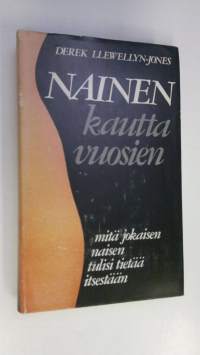 DEREK LLEWELLYN-JONES
NAINEN
kautta
vuosien
mitä jokaisen
naisen
tulisi tietää
itsestään